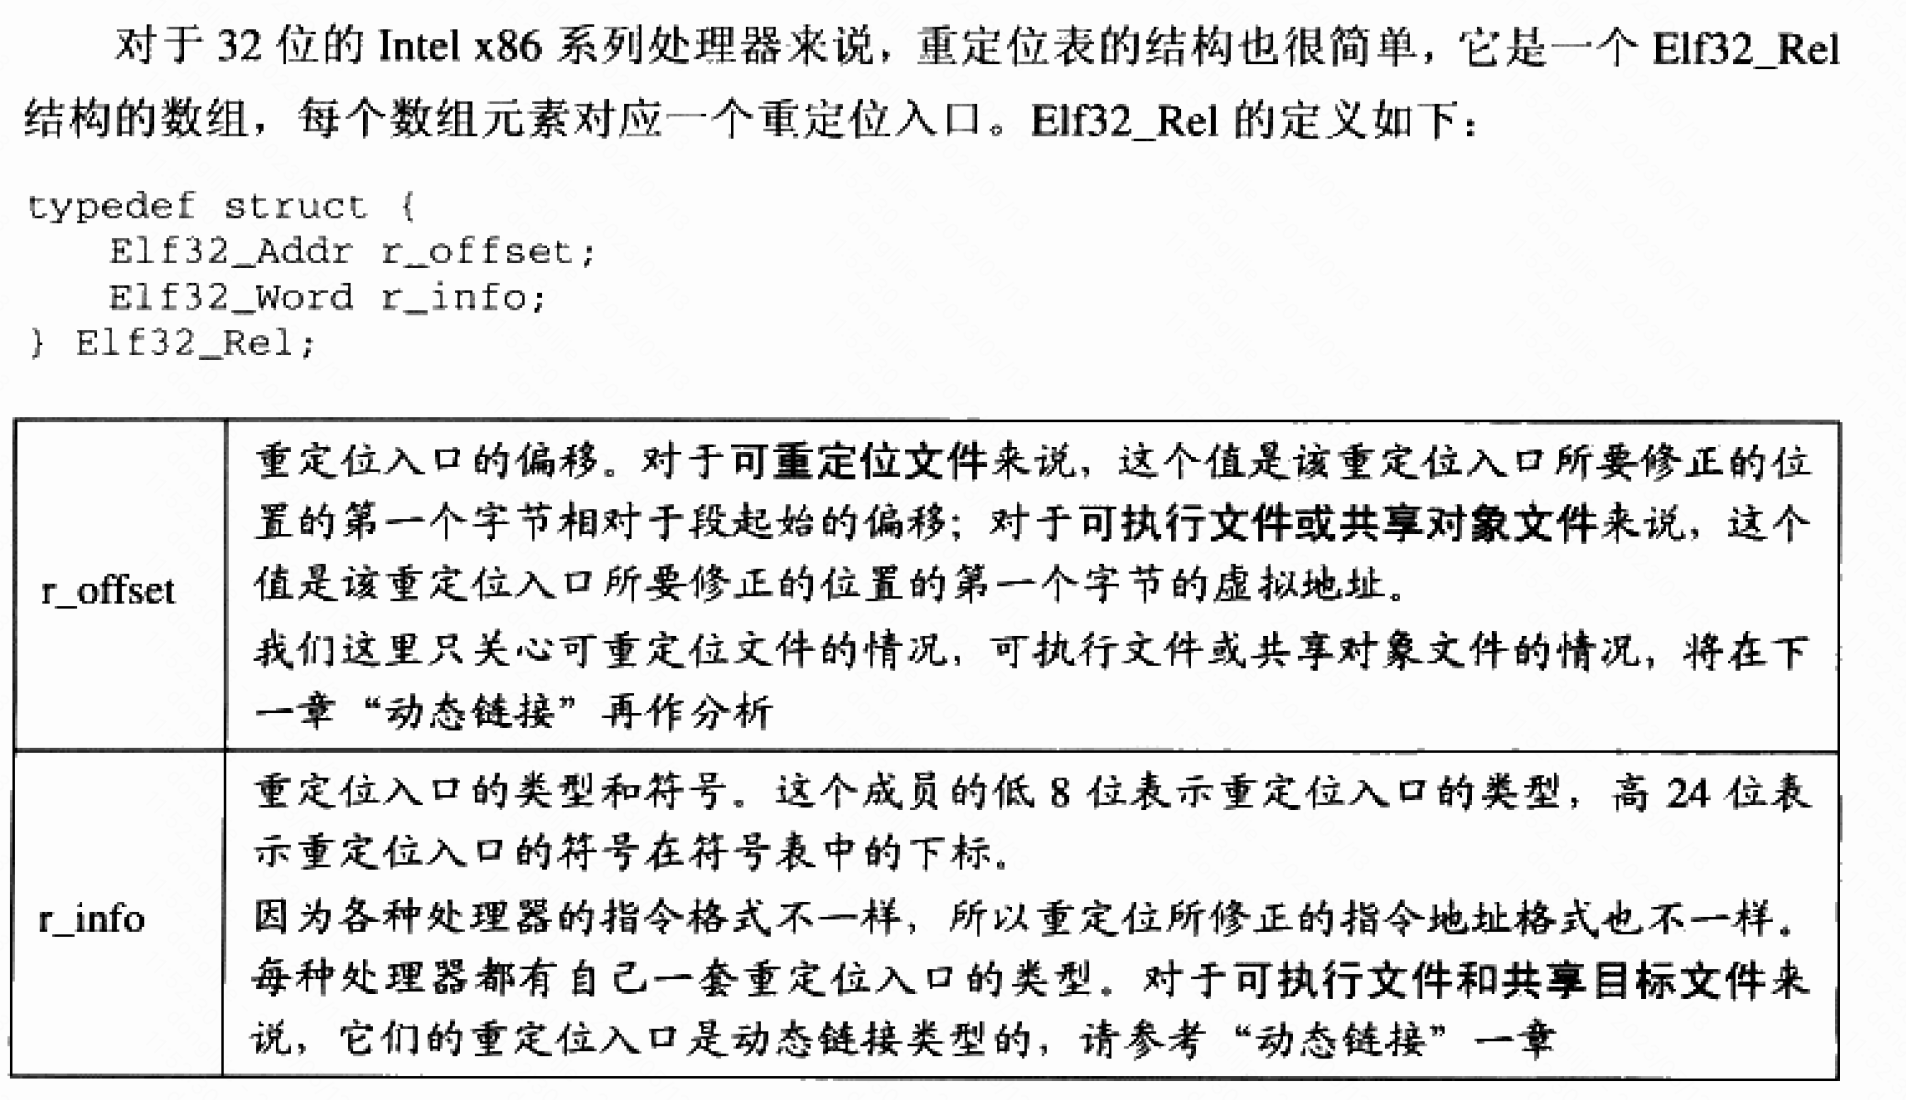 对于 32 位的 Intel x86 系列处理器来说，重定位表的结构也很简单，它是一个 Elf32_Rel
结构的数组，每个数组元素对应一个重定位入口。Elf32_Rel 的定义如下：
typedef struct {
    Elf32_Addr r_offset;
    Elf32_Word r_info;
} Elf32_Rel;
r_offset
重定位入口的偏移。对于可重定位文件来说，这个值是该重定位入口所要修正的位
置的第一个字节相对于段起始的偏移；对于可执行文件或共享对象文件来说，这个
值是该重定位入口所要修正的位置的第一个字节的虚拟地址。
我们这里只关心可重定位文件的情况，可执行文件或共享对象文件的情况，将在下
一章“动态链接”再作分析
r_info
重定位入口的类型和符号。这个成员的低 8 位表示重定位入口的类型，高 24 位表
示重定位入口的符号在符号表中的下标。
因为各种处理器的指令格式不一样，所以重定位所修正的指令地址格式也不一样。
每种处理器都有自己一套重定位入口的类型。对于可执行文件和共享目标文件来
说，它们的重定位入口是动态链接类型的，请参考“动态链接”一章